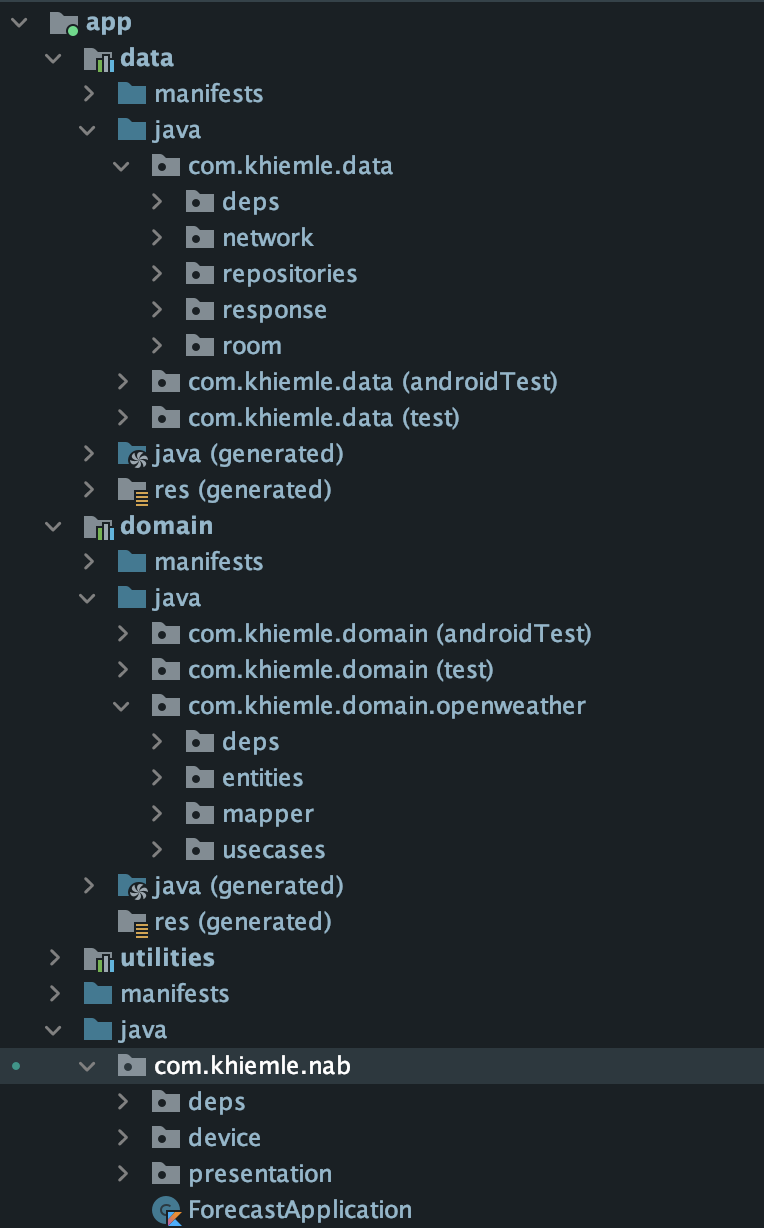 app
data
manifests
java
com.khiemle.data
deps
network
repositories
response
room
com.khiemle.data (androidTest)
com.khiemle.data (test)
java (generated)
res (generated)
domain
manifests
java
com.khiemle.domain (androidTest)
com.khiemle.domain (test)
com.khiemle.domain.openweather
deps
entities
mapper
usecases
java (generated)
res (generated)
utilities
manifests
java
com.khiemle.nab
deps
device
presentation
ForecastApplication